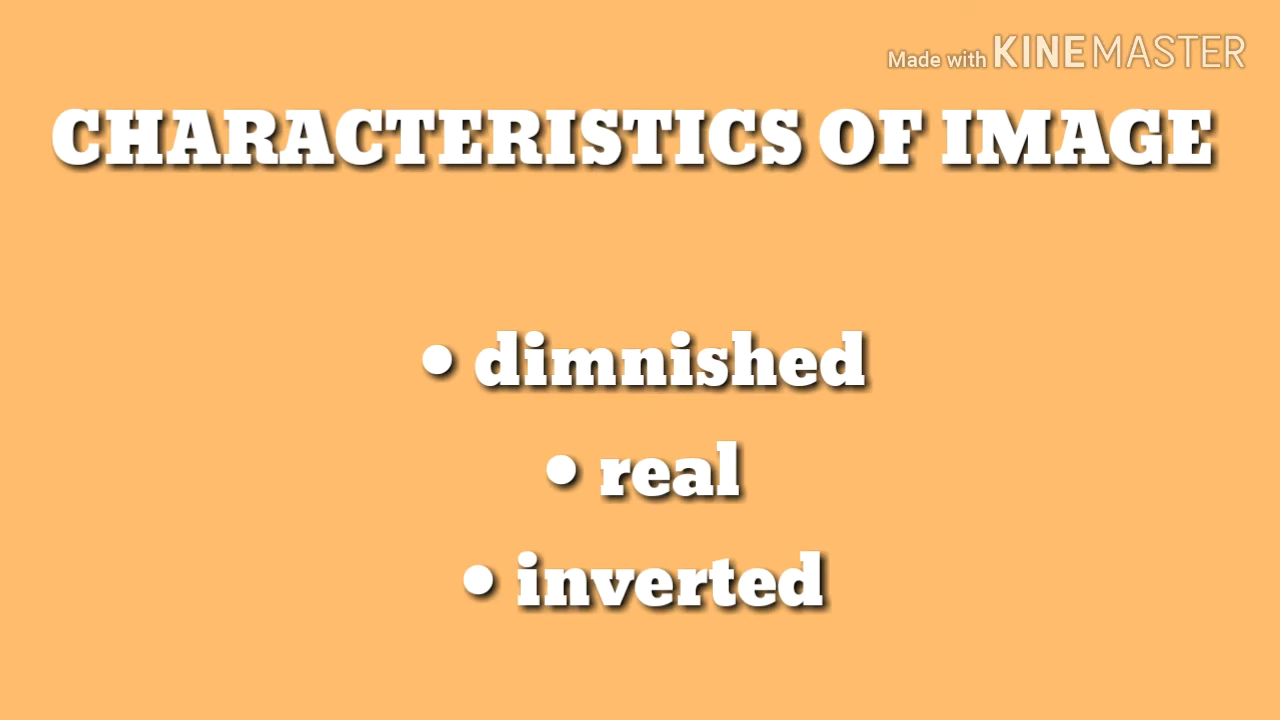 Made with KINEMASTER
CHARACTERISTICS OF IMAGE
• dimnished
• real
• inverted